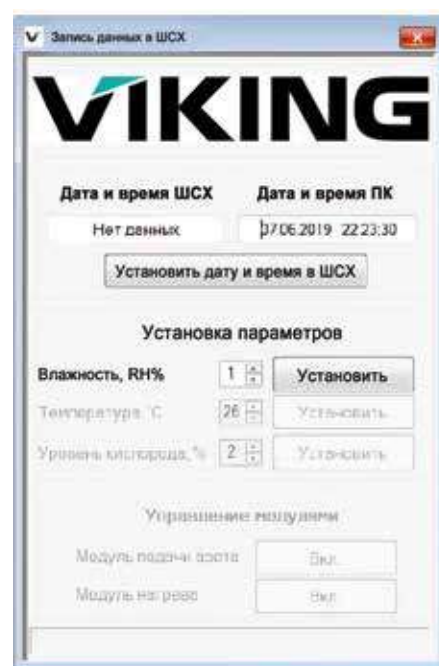 Запись данных в ШСХ
VIKING
Дата и время ШСХ Дата и время ПК
Нет данных 07.06.2019 22:23:30
Установить дату и время в ШСХ
Установка параметров
Влажность, RH% 1 Установить
Температура, °С 26 Установить
Уровень кислорода, % 2 Установить
Управление модулями
Модуль подачи азота Вкл.
Модуль нагрева Вкл.